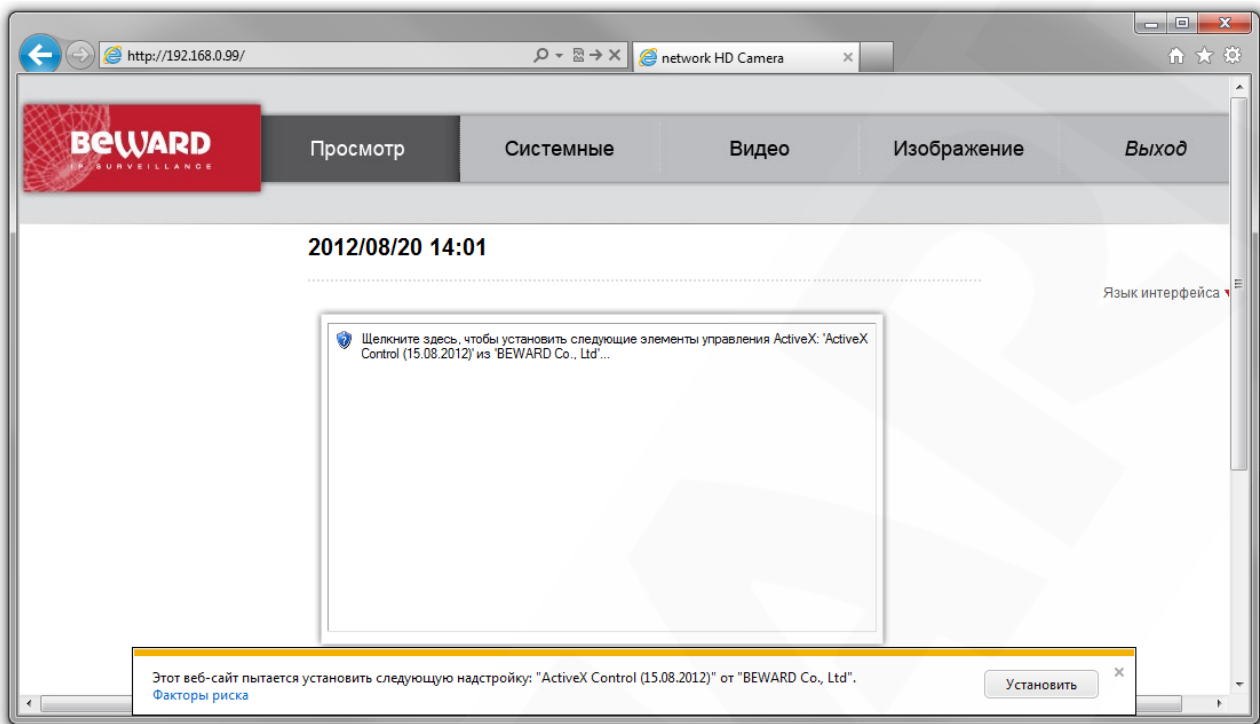 http://192.168.0.99/
network HD Camera
BEWARD
IP SURVEILLANCE
Просмотр
Системные
Видео
Изображение
Выход
2012/08/20 14:01
Язык интерфейса
Щелкните здесь, чтобы установить следующие элементы управления ActiveX: 'ActiveX
Control (15.08.2012)' из 'BEWARD Co., Ltd'...
Этот веб-сайт пытается установить следующую надстройку: "ActiveX Control (15.08.2012)" от "BEWARD Co., Ltd".
Факторы риска
Установить